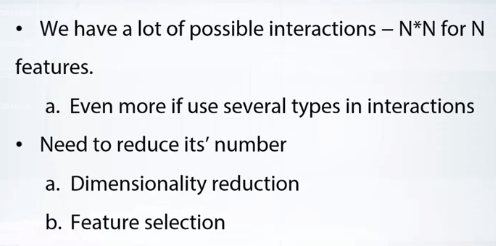 • We have a lot of possible interactions – N*N for N
features.
a. Even more if use several types in interactions
• Need to reduce its’ number
a. Dimensionality reduction
b. Feature selection